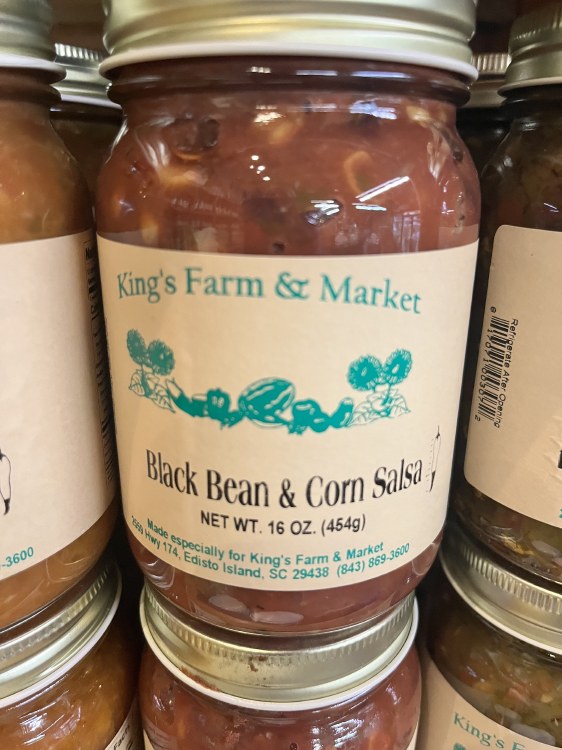 King's Farm & Market
Black Bean & Corn Salsa
NET WT. 16 OZ. (454g)
Made especially for King's Farm & Market
Hwy 174, Edisto Island, SC 29438 (843) 869-3600
-3600
Refrigerate After Opening
King's Farm